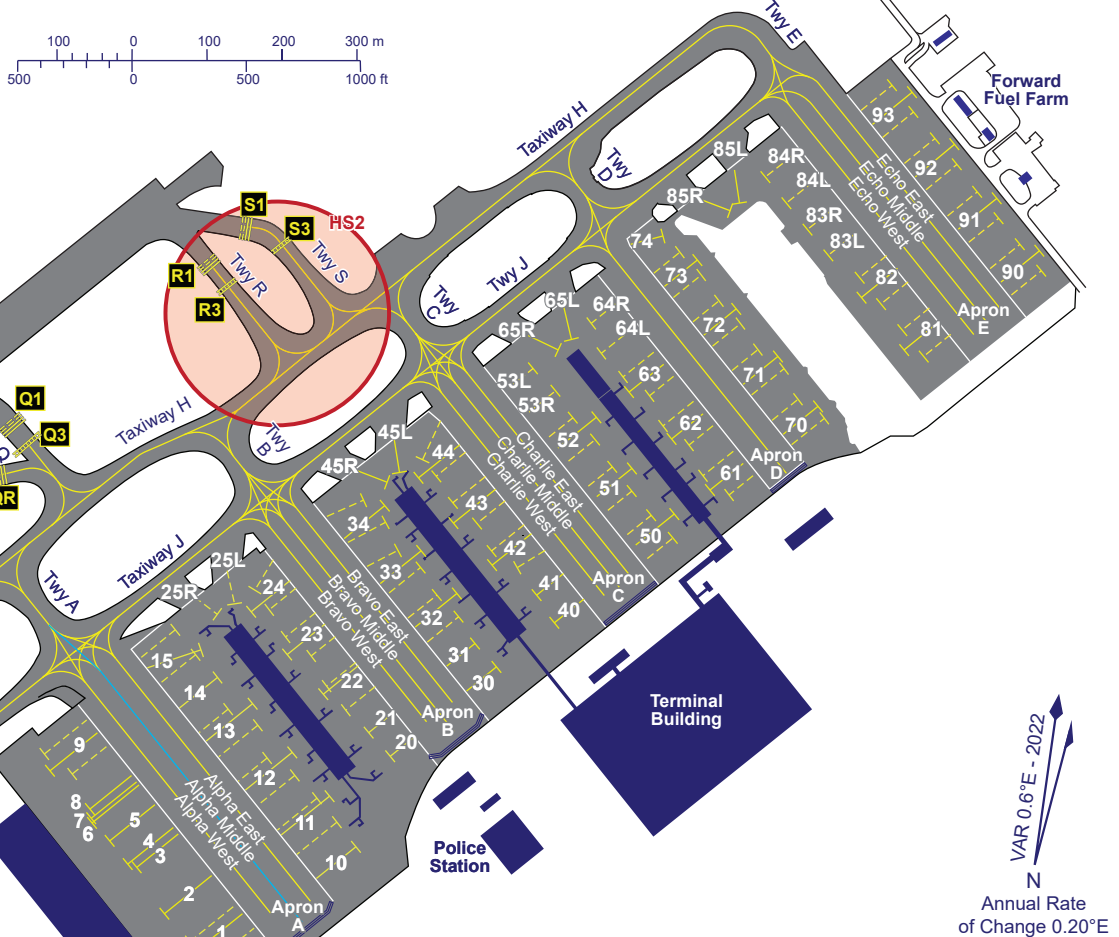 100 0 100 200 300 m
500 0 500 1000 ft
Twy E
Forward
Fuel Farm
Taxiway H
Twy
D
S1
HS2
S3
R1
Twy R
Twy S
R3
Twy
C
Twy J
85L
84R
84L
85R
83R
83L
82
81
93
92
91
90
Echo East
Echo Middle
Echo West
Apron
E
74
73
72
71
70
Apron
D
65L
64R
64L
65R
63
62
61
53L
53R
52
51
50
Charlie East
Charlie Middle
Charlie West
Apron
C
Q1
Q3
Q
QR
Taxiway H
Twy
B
45L
44
45R
43
42
41
40
34
33
32
31
30
Bravo East
Bravo Middle
Bravo West
Apron
B
Taxiway J
Twy A
25L
24
25R
23
22
21
20
15
14
13
12
11
10
Alpha East
Alpha Middle
Alpha West
Apron
A
9
8
7
6
5
4
3
2
1
Terminal
Building
Police
Station
VAR 0.6°E - 2022
N
Annual Rate
of Change 0.20°E